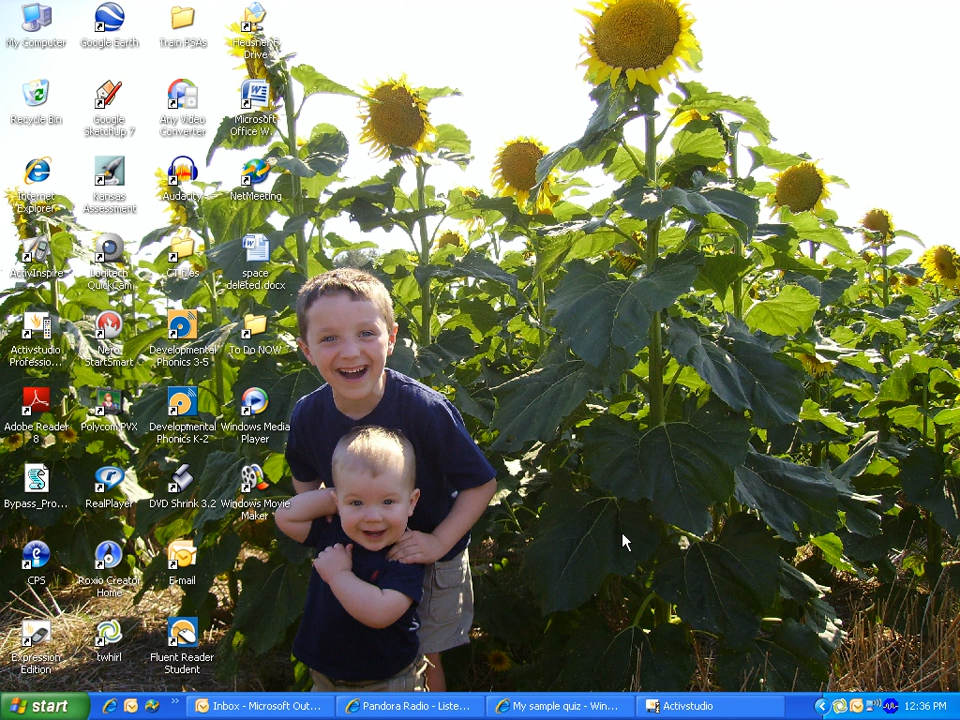 My Computer
Google Earth
Train PSAs
Heusner F
Drive
Recycle Bin
Google
SketchUp 7
Any Video
Converter
Microsoft
Office W...
Internet
Explorer
Kansas
Assessment
Audacity
NetMeeting
ActivInspire
Logitech
QuickCam
CT files
space
deleted.docx
Activstudio
Professio...
Nero
StartSmart
Developmental
Phonics 3-5
To Do NOW
Adobe Reader
8
Polycom PVX
Developmental
Phonics K-Z
Windows Media
Player
Bypass_Pro...
RealPlayer
DVD Shrink 3.2
Windows Movie
Maker
CPS
Roxio Creator
Home
E-mail
Expression
Edition
twhirl
Fluent Reader
Student
start
Inbox - Microsoft Out...
Pandora Radio - Liste...
My sample quiz - Win...
Activstudio
12:36 PM